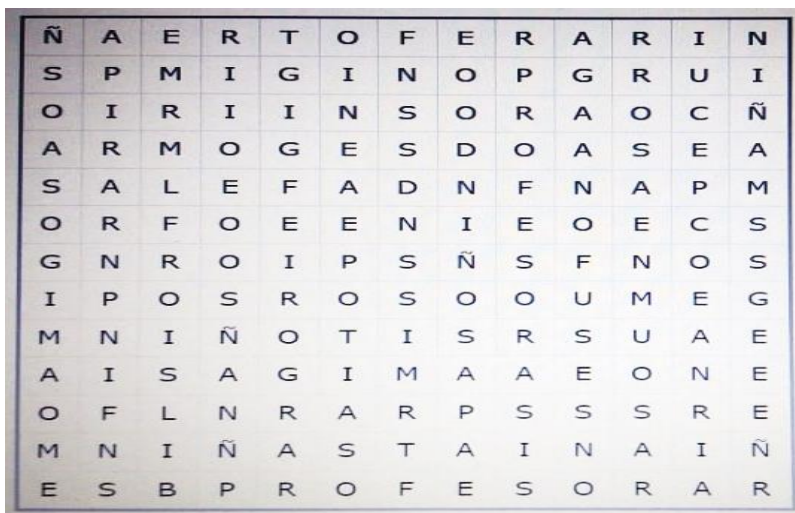 Ñ A E R T O F E R A R I N
S P M I G I N O P G R U I
O I R I I N S O R A O C Ñ
A R M O G E S D O A S E A
S A L E F A D N F N A P M
O R F O E E N I E O E C S
G N R O I P S Ñ S F N O S
I P O S R O S O O U M E G
M N I Ñ O T I S R S U A E
A I S A G I M A A E O N E
O F L N R A R P S S S R E
M N I Ñ A S T A I N A I Ñ
E S B P R O F E S O R A R